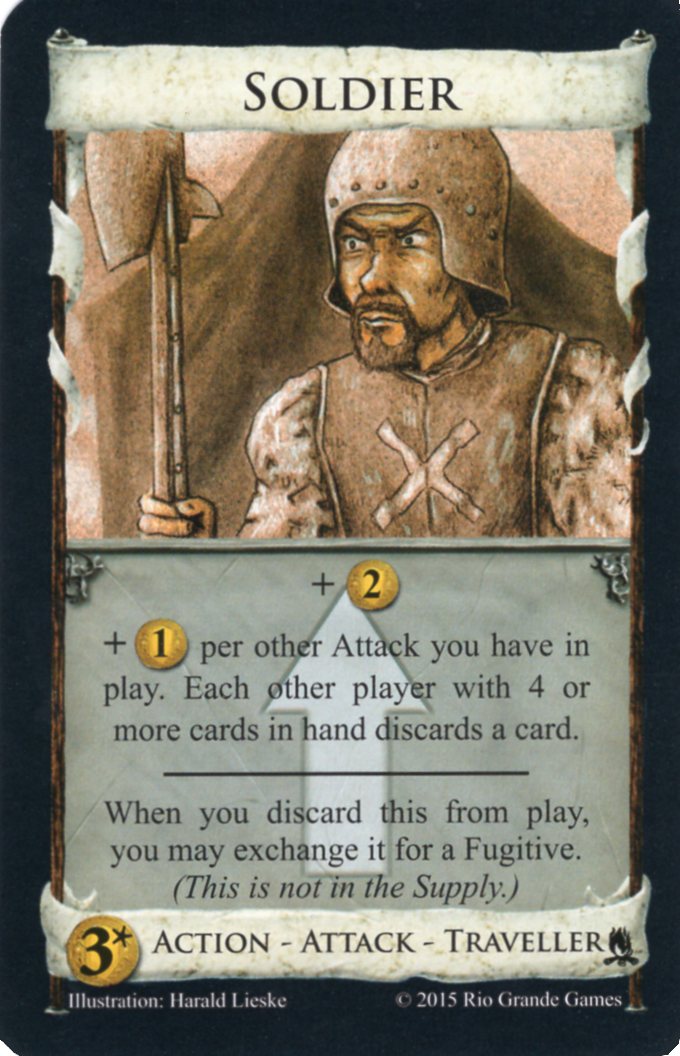 SOLDIER
+ 2
+ 1 per other Attack you have in
play. Each other player with 4 or
more cards in hand discards a card.
When you discard this from play,
you may exchange it for a Fugitive.
(This is not in the Supply.)
3* ACTION - ATTACK - TRAVELLER
Illustration: Harald Lieske © 2015 Rio Grande Games